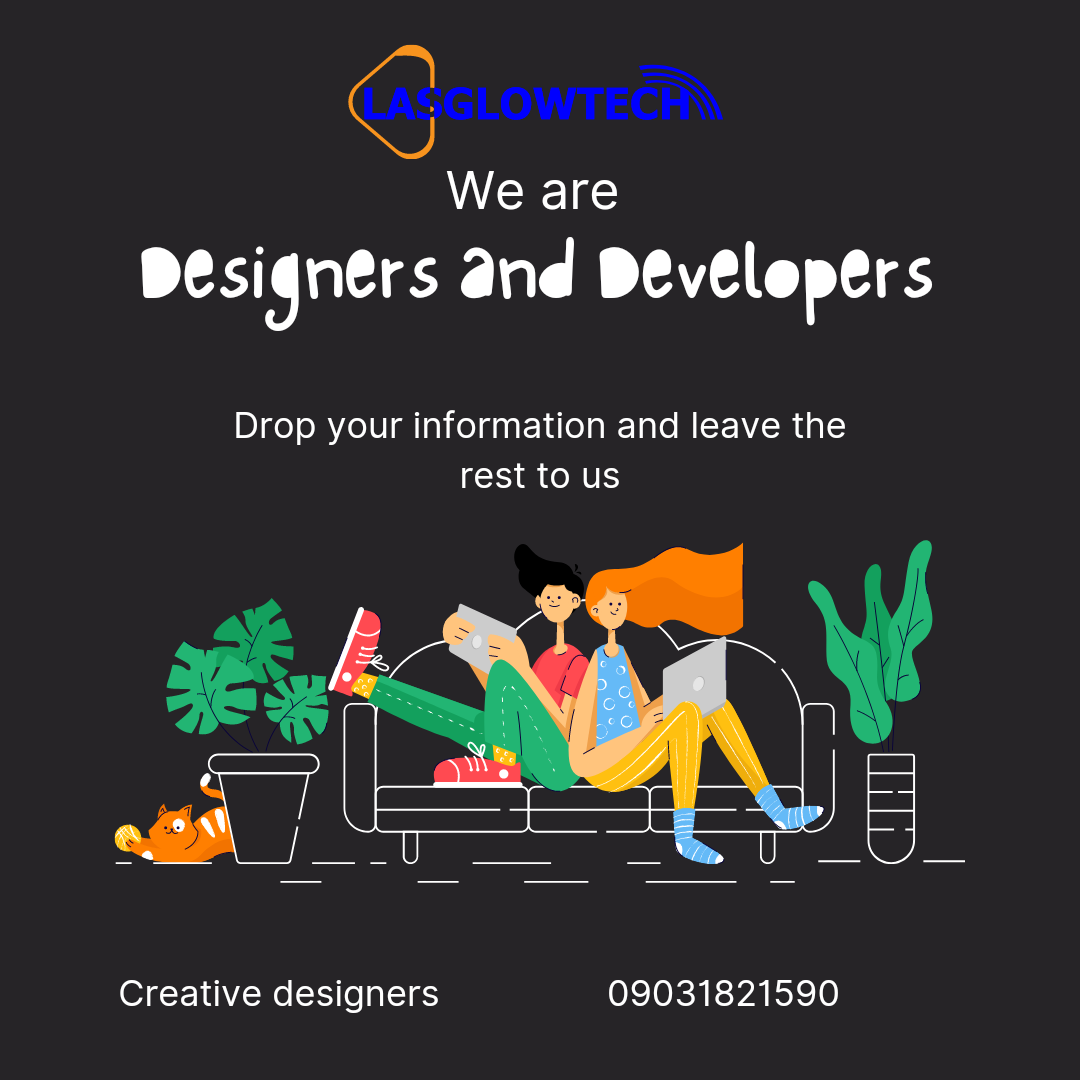 LASGLOWTECH
We are
Designers and Developers
Drop your information and leave the
rest to us
Creative designers
09031821590